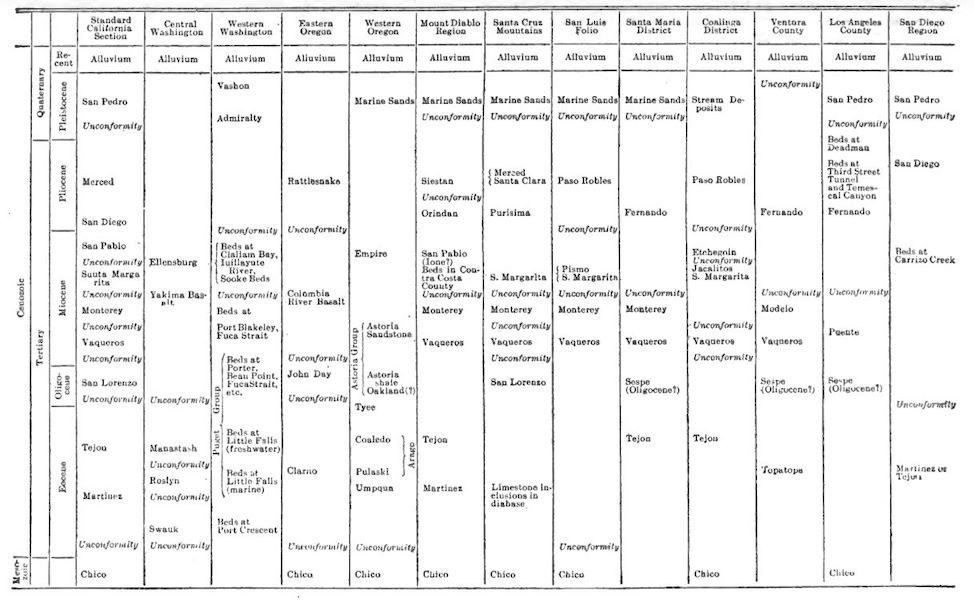 Standard California Section
Central Washington
Western Washington
Eastern Oregon
Western Oregon
Mount Diablo Region
Santa Cruz Mountains
San Luis Folio
Santa Maria District
Coalinga District
Ventura County
Los Angeles County
San Diego Region
Cenozoic
Mesozoic
Quaternary
Tertiary
Recent
Pleistocene
Pliocene
Miocene
Oligocene
Eocene
Alluvium
San Pedro
Unconformity
Merced
San Diego
San Pablo
Unconformity
Santa Margarita
Unconformity
Monterey
Unconformity
Vaqueros
Unconformity
San Lorenzo
Unconformity
Tejon
Martinez
Unconformity
Chico
Alluvium
Ellensburg
Yakima Basalt
Unconformity
Manastash
Unconformity
Roslyn
Unconformity
Swauk
Unconformity
Alluvium
Vashon
Admiralty
Unconformity
Beds at
Clallam Bay,
River,
Sooke Beds
Unconformity
Beds at
Port Blakeley,
Fuca Strait
Puget Group
Beds at
Porter,
Beau Point,
Fuca Strait,
etc.
Beds at
Little Falls
(freshwater)
Beds at
Little Falls
(marine)
Beds at
Port Crescent
Alluvium
Rattlesnake
Unconformity
Colombia
River Basalt
Unconformity
John Day
Unconformity
Clarno
Unconformity
Chico
Alluvium
Marine Sands
Empire
Astoria Group
Astoria
Sandstone
Astoria
shale
Oakland(?)
Tyee
Coaledo
Arago
Pulaski
Umpqua
Unconformity
Chico
Alluvium
Marine Sands
Unconformity
Siestan
Unconformity
Orindan
San Pablo
(Ione?)
Beds in Contra Costa
County
Unconformity
Monterey
Vaqueros
Tejon
Martinez
Chico
Alluvium
Marine Sands
Unconformity
Merced
Santa Clara
Purisima
S. Margarita
Unconformity
Monterey
Unconformity
Vaqueros
Unconformity
San Lorenzo
Limestone inclusions in
diabase
Chico
Alluvium
Marine Sands
Unconformity
Paso Robles
Unconformity
Pismo
S. Margarita
Unconformity
Monterey
Vaqueros
Unconformity
Chico
Alluvium
Marine Sands
Unconformity
Fernando
Unconformity
Monterey
Vaqueros
Sespe
(Oligocene?)
Tejon
Alluvium
Stream Deposits
Paso Robles
Unconformity
Etchegoin
Unconformity
Jacalitos
S. Margarita
Unconformity
Vaqueros
Unconformity
Tejon
Chico
Alluvium
Unconformity
Fernando
Unconformity
Modelo
Vaqueros
Sespe
(Oligocene?)
Topatopa
Alluvium
San Pedro
Unconformity
Beds at
Deadman
Beds at
Third Street
Tunnel
and Temescal Canyon
Fernando
Unconformity
Puente
Sespe
(Oligocene?)
Chico
Alluvium
San Pedro
Unconformity
San Diego
Beds at
Carrizo Creek
Unconformity
Martinez or
Tejon